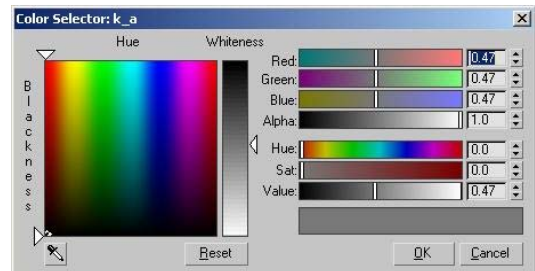 Color Selector: k_a
Hue Whiteness
Blackness
Red: 0.47
Green: 0.47
Blue: 0.47
Alpha: 1.0
Hue: 0.0
Sat: 0.0
Value: 0.47
Reset OK Cancel